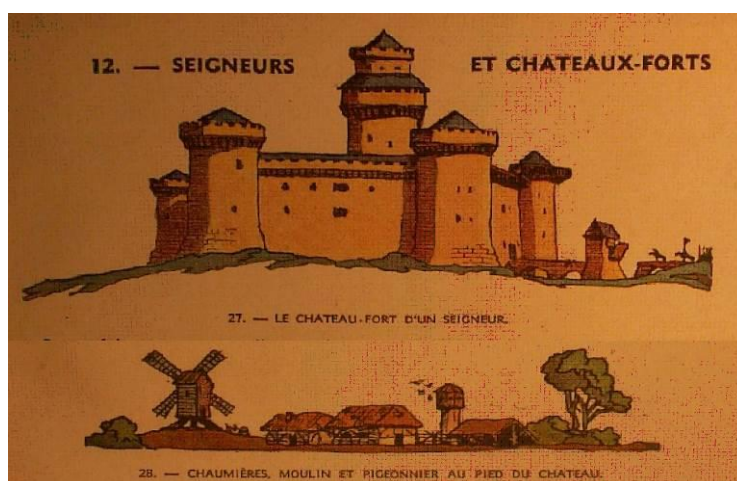 12. — SEIGNEURS ET CHATEAUX-FORTS
27. — LE CHATEAU-FORT D'UN SEIGNEUR.
28. — CHAUMIÈRES, MOULIN ET PIGEONNIER AU PIED DU CHATEAU.